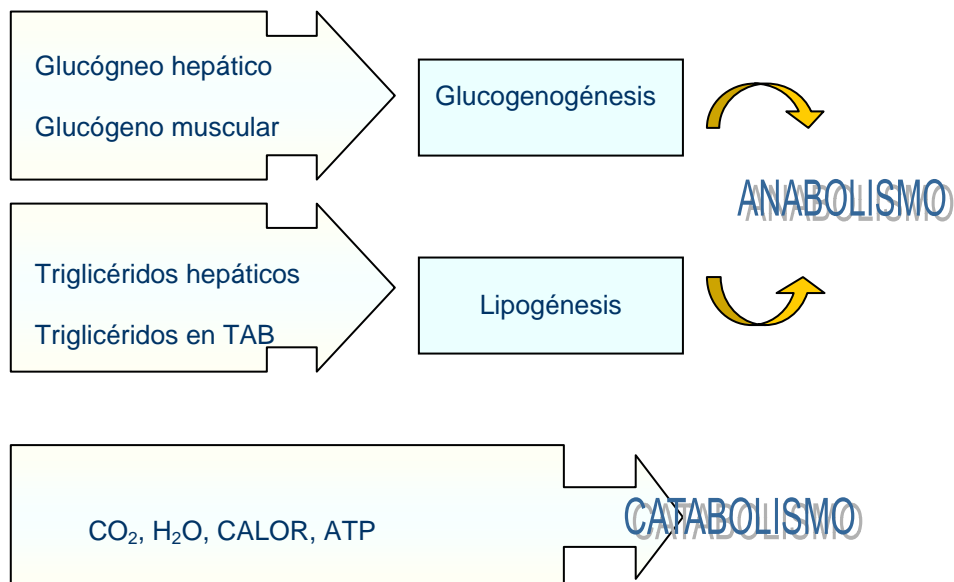 Glucógneo hepático
Glucógeno muscular
Glucogenogénesis
ANABOLISMO
Triglicéridos hepáticos
Triglicéridos en TAB
Lipogénesis
CO₂, H₂O, CALOR, ATP
CATABOLISMO